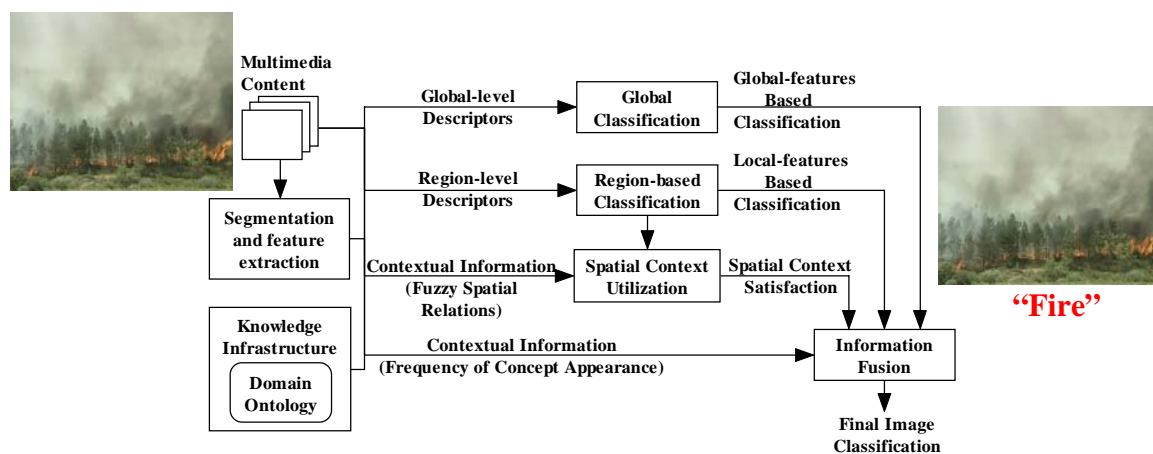 Multimedia
Content
Segmentation
and feature
extraction
Knowledge
Infrastructure
Domain
Ontology
Global-level
Descriptors
Region-level
Descriptors
Contextual Information
(Fuzzy Spatial
Relations)
Contextual Information
(Frequency of Concept Appearance)
Global
Classification
Region-based
Classification
Spatial Context
Utilization
Global-features
Based
Classification
Local-features
Based
Classification
Spatial Context
Satisfaction
Information
Fusion
Final Image
Classification
“Fire”